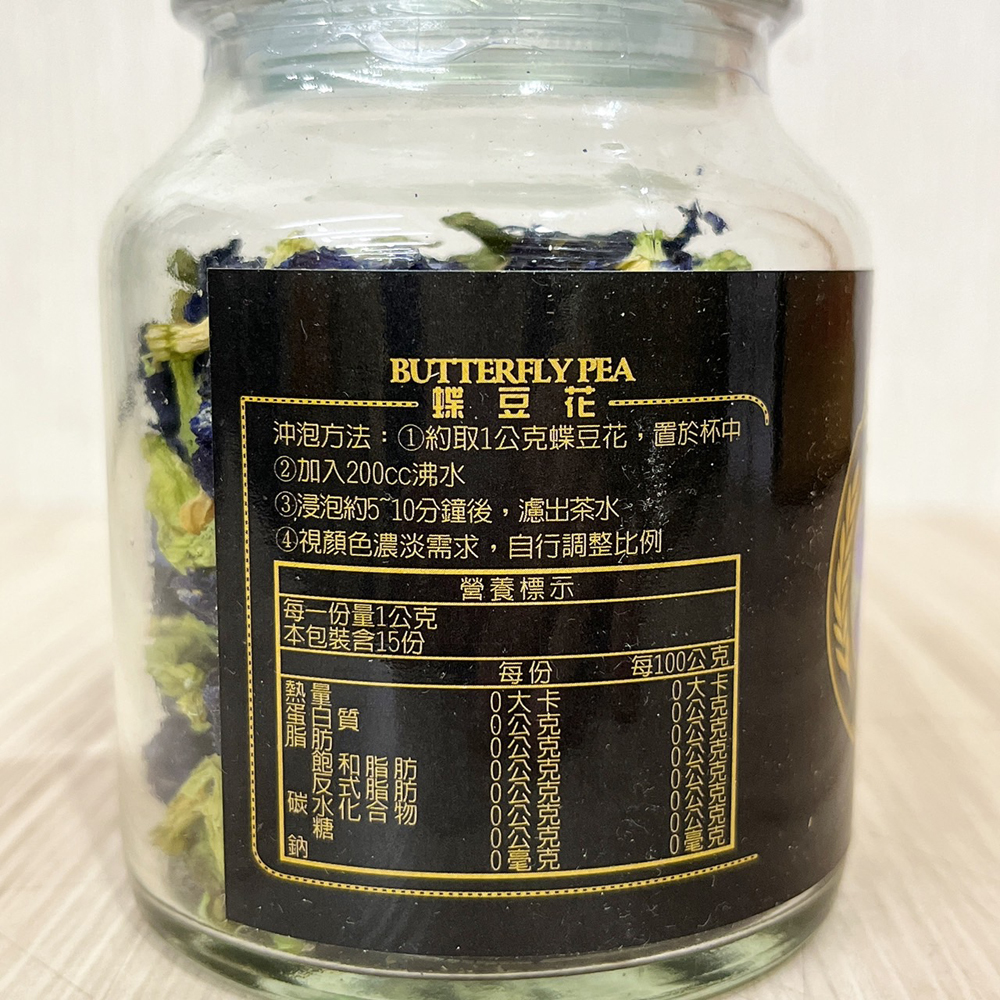 BUTTERFLY PEA
蝶豆花
沖泡方法：①約取1公克蝶豆花，置於杯中
②加入200cc沸水
③浸泡約5~10分鐘後，濾出茶水
④視顏色濃淡需求，自行調整比例
營養標示
每一份量1公克
本包裝含15份
每份 每100公克
熱量 0大卡 0大卡
蛋白質 0公克 0公克
脂肪 0公克 0公克
飽和脂肪 0公克 0公克
反式脂肪 0公克 0公克
碳水化合物 0公克 0公克
糖 0公克 0公克
鈉 0毫克 0毫克